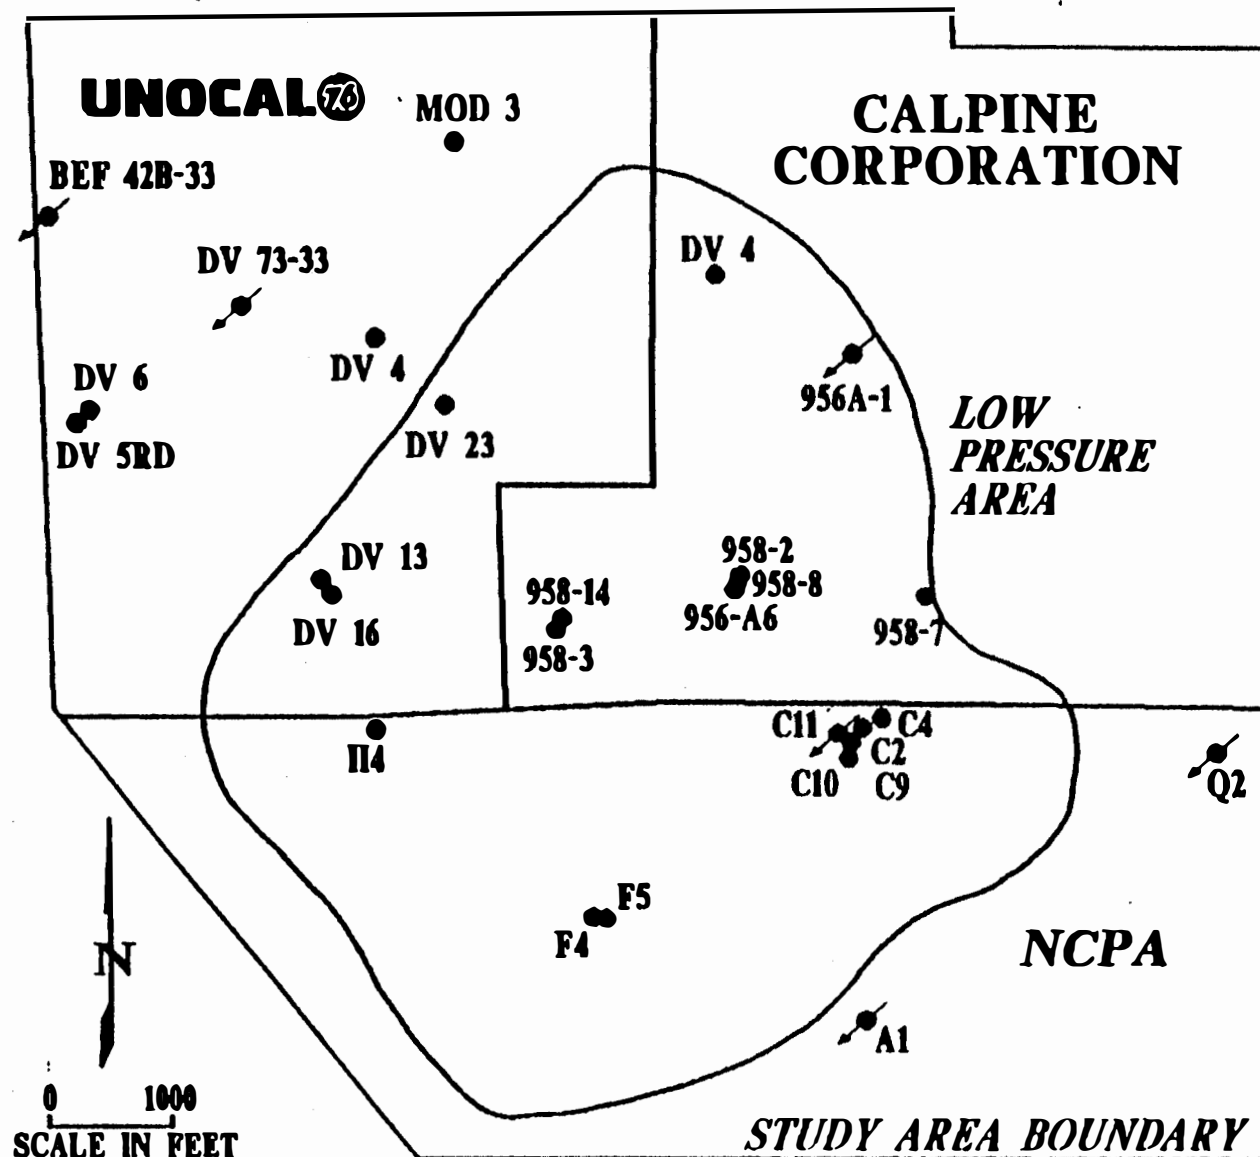 UNOCAL 76
MOD 3
CALPINE
CORPORATION
BEF 42B-33
DV 73-33
DV 4
DV 4
DV 6
DV 5RD
956A-1
DV 23
LOW
PRESSURE
AREA
DV 13
DV 16
958-14
958-3
958-2
958-8
956-A6
958-7
H4
C11
C4
C2
C10
C9
Q2
F5
F4
N
NCPA
A1
0 1000
SCALE IN FEET
STUDY AREA BOUNDARY